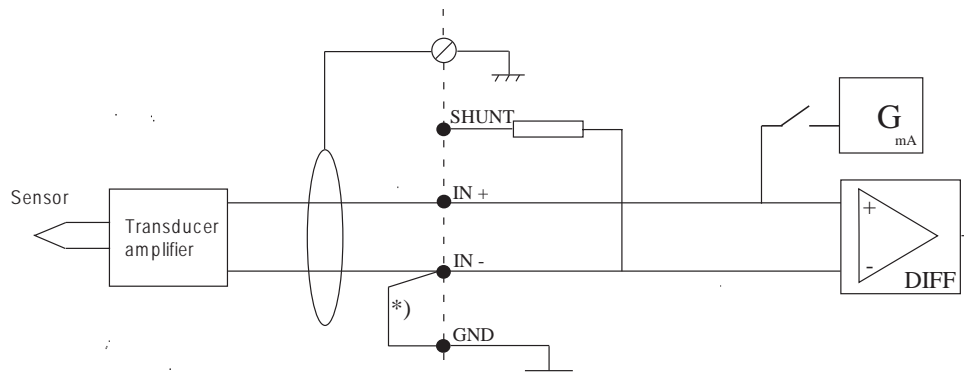 SHUNT
G
mA
Sensor
IN +
Transducer
amplifier
+
IN -
-
DIFF
*)
GND